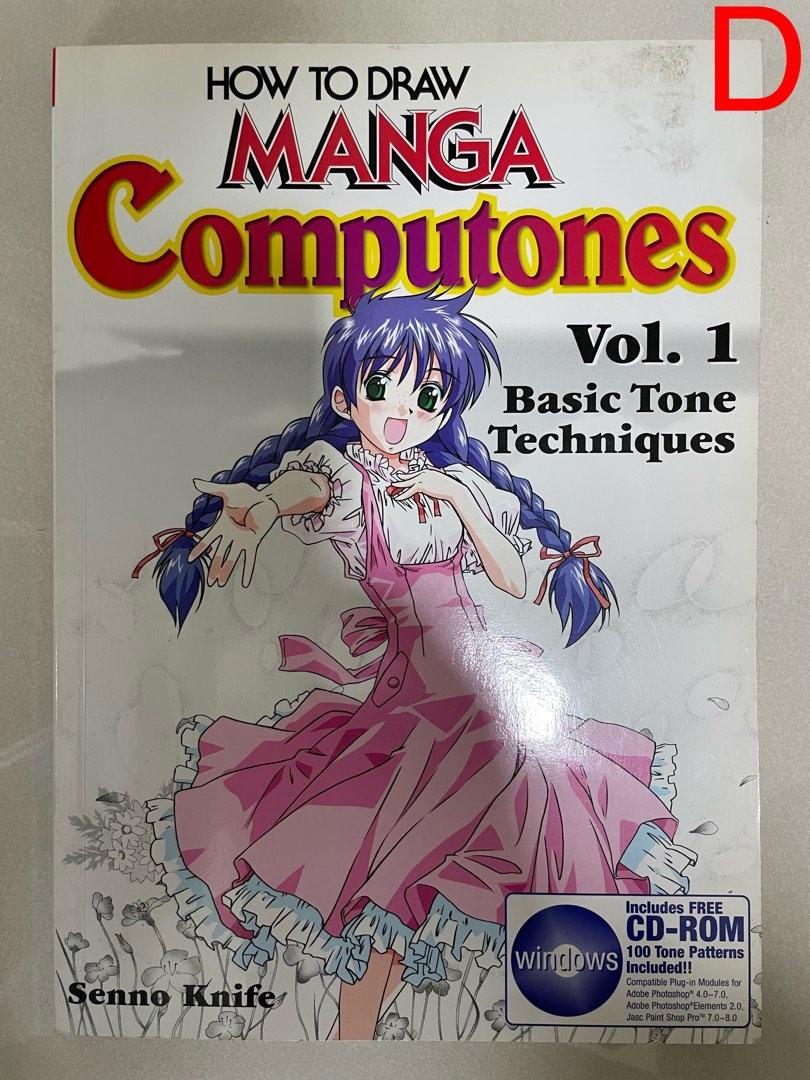 D
HOW TO DRAW
MANGA
Computones
Vol. 1
Basic Tone
Techniques
Senno Knife
windows
Includes FREE
CD-ROM
100 Tone Patterns
Included!!
Compatible Plug-in Modules for
Adobe Photoshop® 4.0~7.0,
Adobe Photoshop®Elements 2.0,
Jasc Paint Shop Pro™ 7.0~8.0